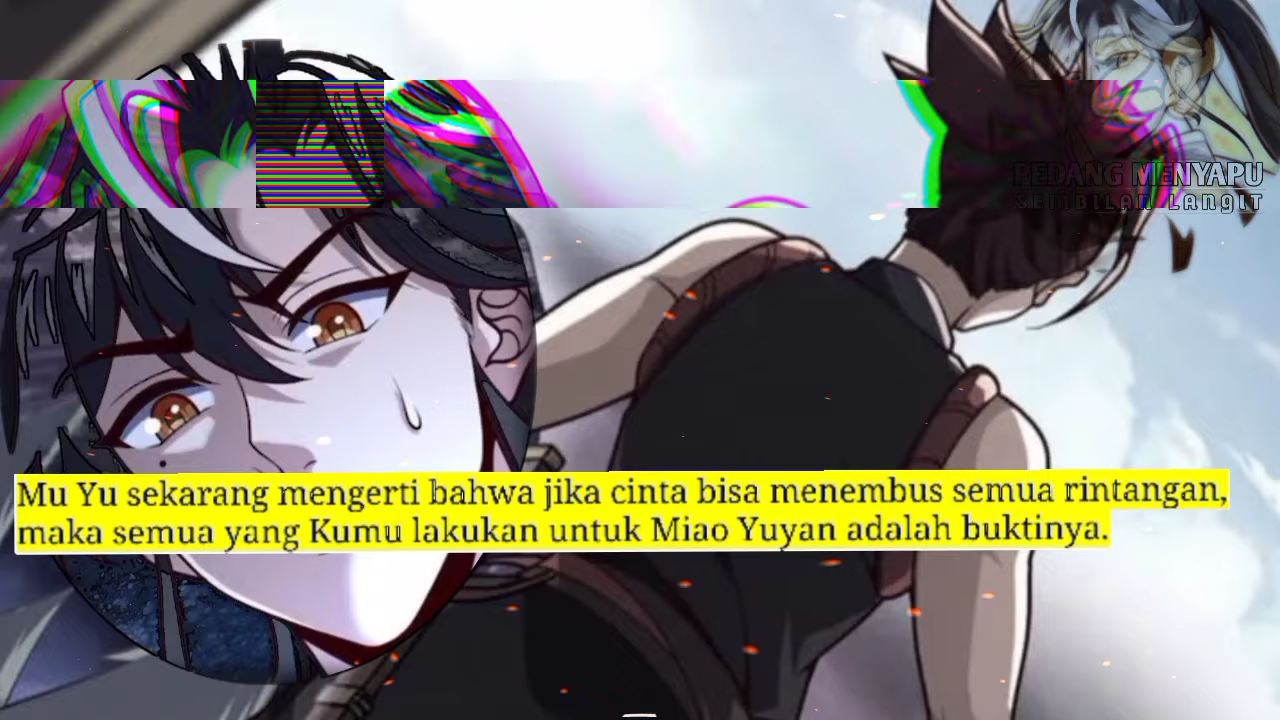 PEDANG MENYAPU
SEMBILAN LANGIT
Mu Yu sekarang mengerti bahwa jika cinta bisa menembus semua rintangan,
maka semua yang Kumu lakukan untuk Miao Yuyan adalah buktinya.